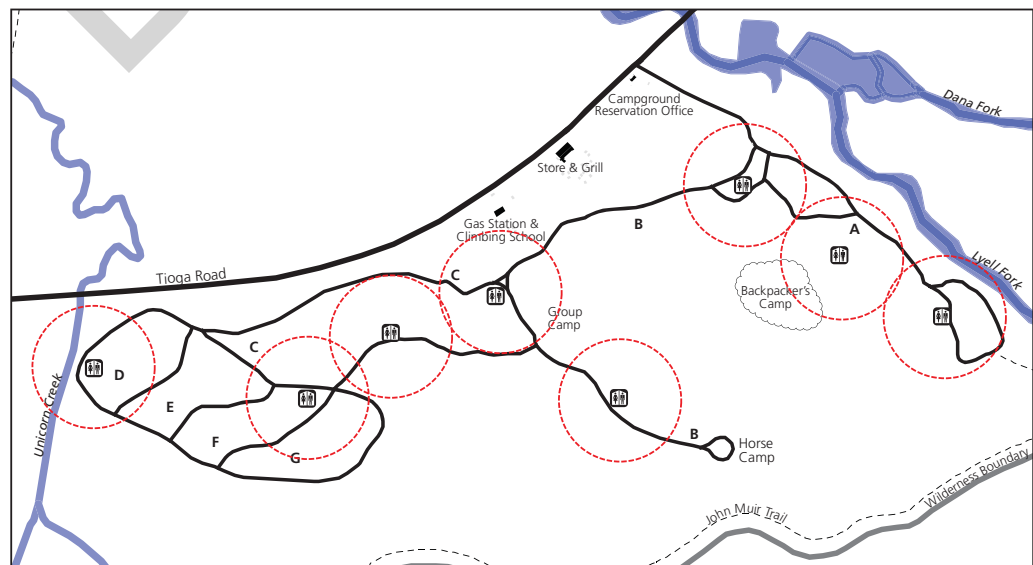 Campground
Reservation Office
Dana Fork
Store & Grill
B
Gas Station &
Climbing School
A
Lyell Fork
Tioga Road
C
Backpacker's
Camp
Group
Camp
C
D
Unicorn Creek
E
F
G
B
Horse
Camp
John Muir Trail
Wilderness Boundary